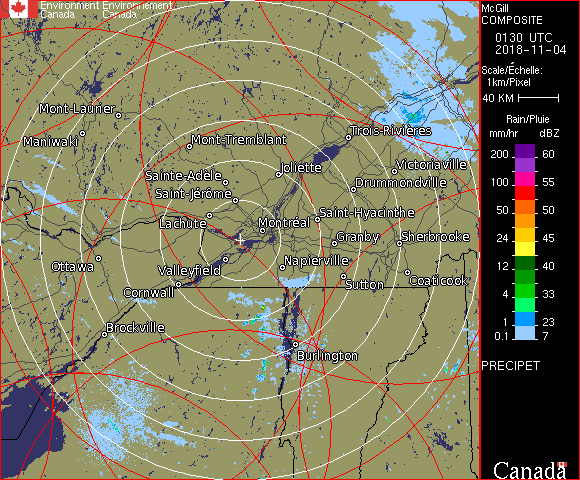 Environment Environnement
Canada Canada
McGill
COMPOSITE
0130 UTC
2018-11-04
Scale/Échelle:
1km/Pixel
40 KM
Rain/Pluie
mm/hr dBZ
200 60
150 57
100 55
50 50
24 45
12 40
4 33
1 23
0.1 7
PRECIPET
Canada
Mont-Laurier
Maniwaki
Mont-Tremblant
Trois-Rivières
Sainte-Adèle
Joliette
Victoriaville
Saint-Jérôme
Drummondville
Lachute
Montréal
Saint-Hyacinthe
Granby
Sherbrooke
Ottawa
Valleyfield
Napierville
Cornwall
Sutton
Coaticook
Brockville
Burlington